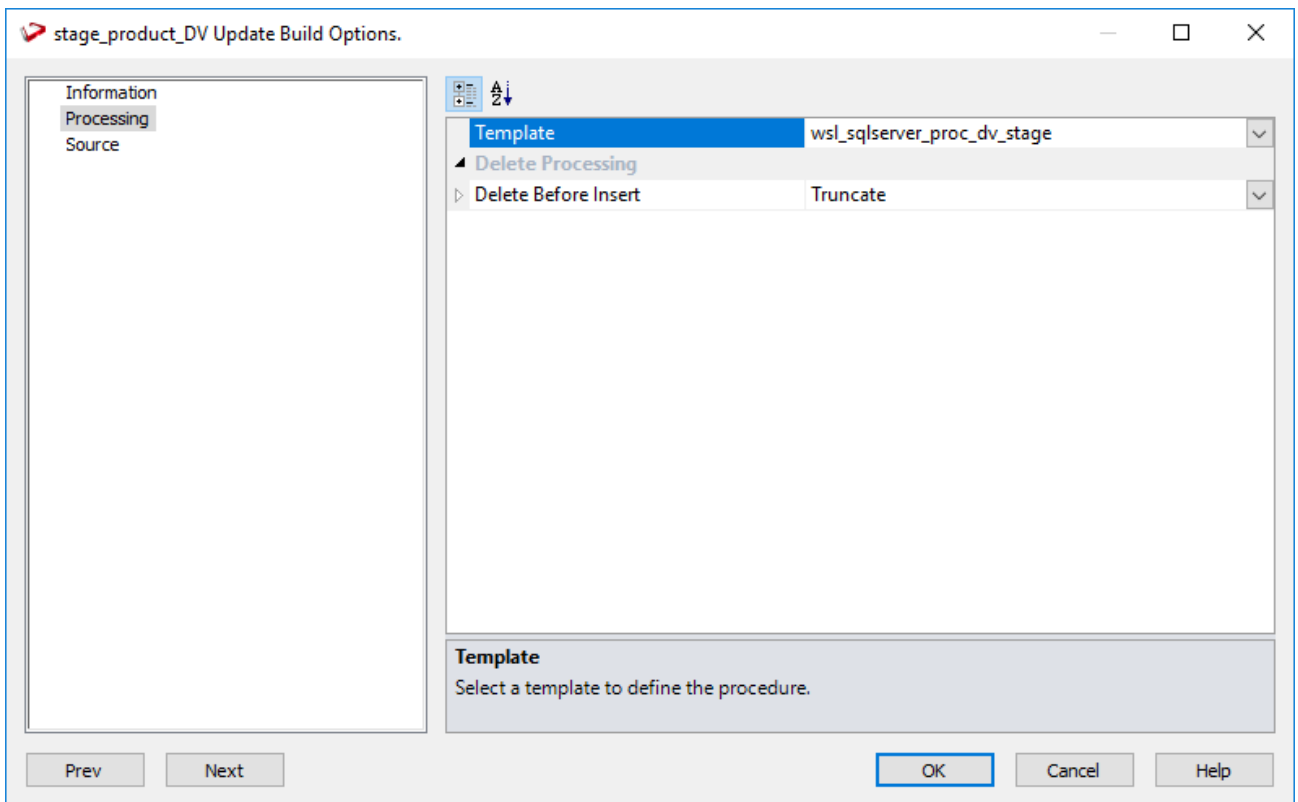 stage_product_DV Update Build Options.
Information
Processing
Source
Template wsl_sqlserver_proc_dv_stage
Delete Processing
Delete Before Insert Truncate
Template
Select a template to define the procedure.
Prev Next OK Cancel Help